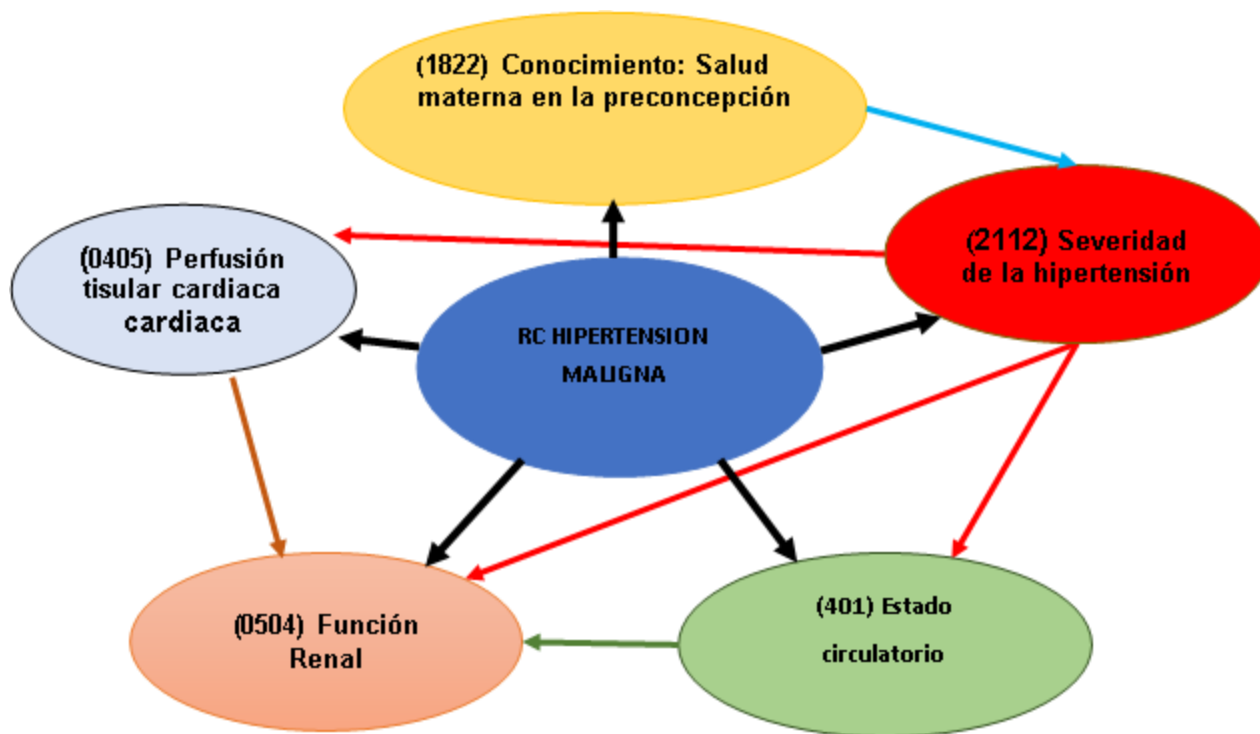 (1822) Conocimiento: Salud
materna en la preconcepción
(0405) Perfusión
tisular cardiaca
cardiaca
(2112) Severidad
de la hipertensión
RC HIPERTENSION
MALIGNA
(0504) Función
Renal
(401) Estado
circulatorio